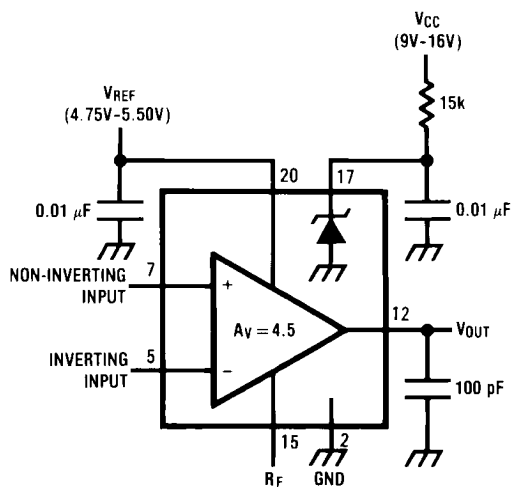 VCC
(9V-16V)
15k
VREF
(4.75V-5.50V)
20
17
0.01 μF
0.01 μF
NON-INVERTING
INPUT
7
+
AV = 4.5
12
VOUT
INVERTING
INPUT
5
−
100 pF
15
2
RF
GND